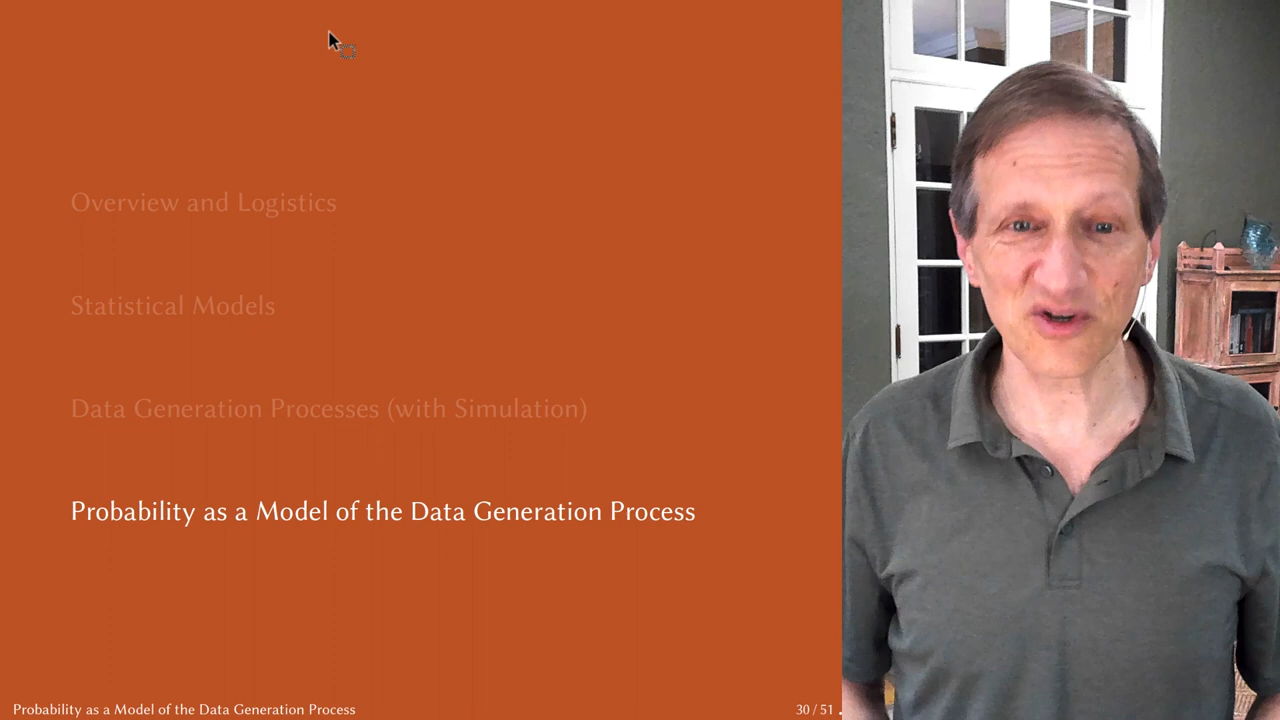 Overview and Logistics
Statistical Models
Data Generation Processes (with Simulation)
Probability as a Model of the Data Generation Process
Probability as a Model of the Data Generation Process
30 / 51